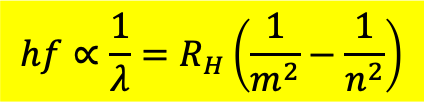 hf ∝ 1/λ = R_H (1/m² − 1/n²)